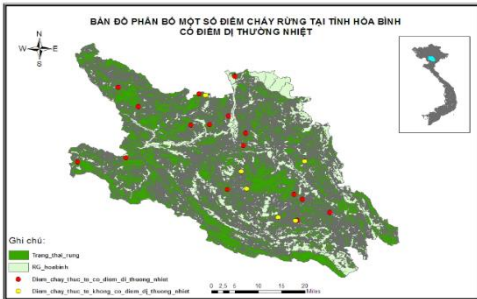 BẢN ĐỒ PHÂN BỐ MỘT SỐ ĐIỂM CHÁY RỪNG TẠI TỈNH HÒA BÌNH
CÓ ĐIỂM DỊ THƯỜNG NHIỆT
N
W E
S
Ghi chú:
Trang_thai_rung
RG_hoabinh
Diem_chay_thuc_te_co_diem_di_thuong_nhiet
Diem_chay_thuc_te_không_co_diem_di_thuong_nhiet
0 2.5 5 10 15 20
Miles